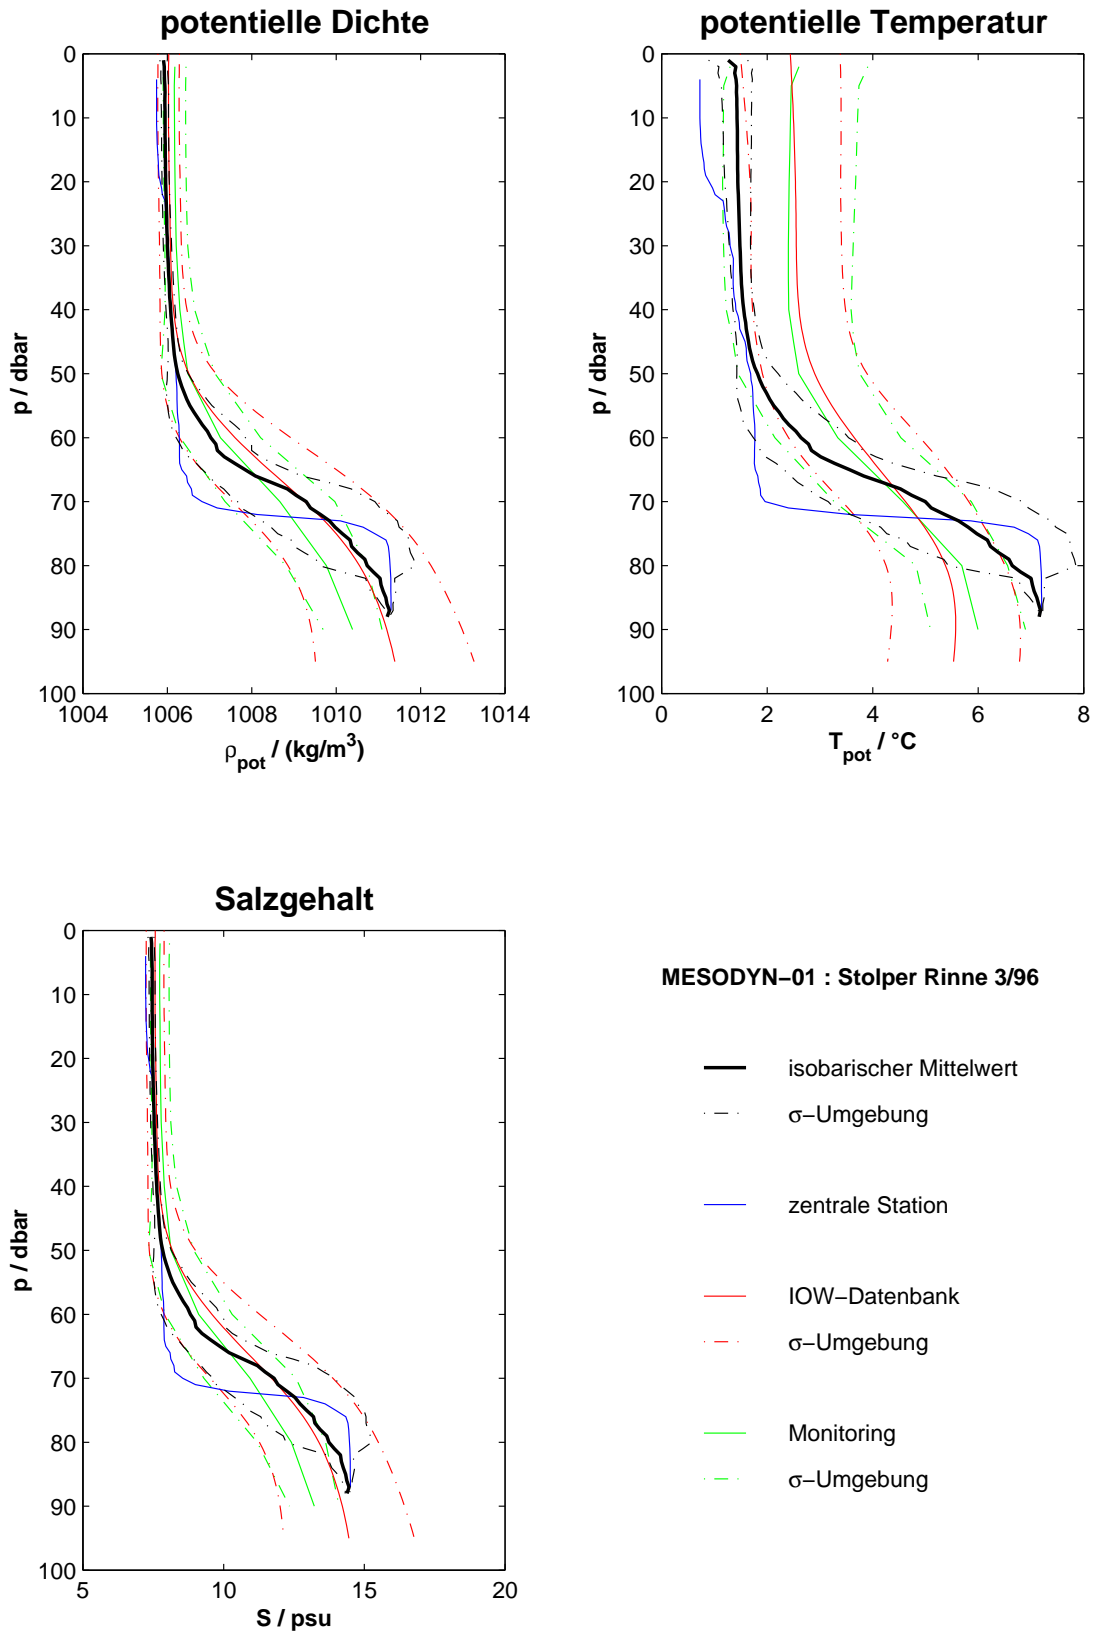 potentielle Dichte
0
10
20
30
40
50
60
70
80
90
100
p / dbar
1004 1006 1008 1010 1012 1014
ρpot / (kg/m3)
potentielle Temperatur
0
10
20
30
40
50
60
70
80
90
100
p / dbar
0 2 4 6 8
Tpot / °C
Salzgehalt
0
10
20
30
40
50
60
70
80
90
100
p / dbar
5 10 15 20
S / psu
MESODYN−01 : Stolper Rinne 3/96
isobarischer Mittelwert
σ−Umgebung
zentrale Station
IOW−Datenbank
σ−Umgebung
Monitoring
σ−Umgebung